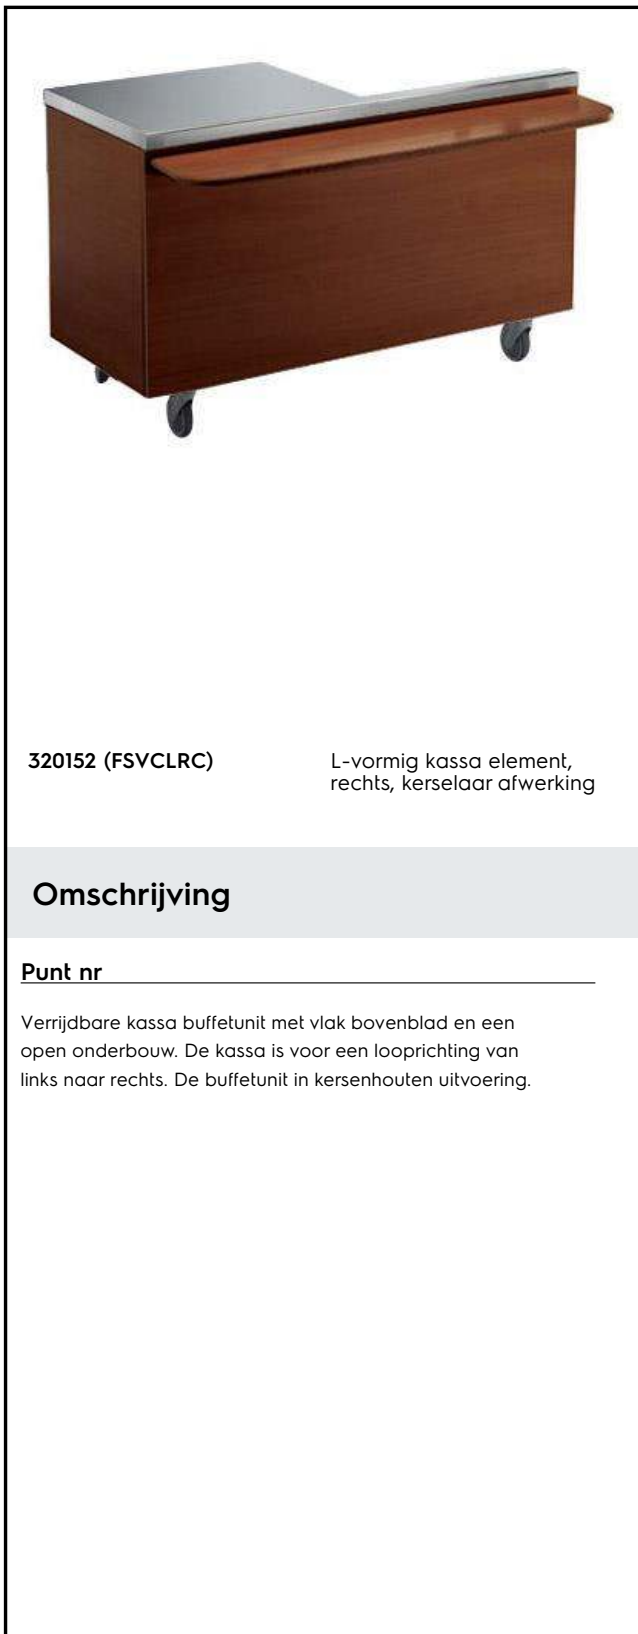 320152 (FSVCLRC)
L-vormig kassa element,
rechts, kerselaar afwerking
Omschrijving
Punt nr
Verrijdbare kassa buffetunit met vlak bovenblad en een
open onderbouw. De kassa is voor een looprichting van
links naar rechts. De buffetunit in kersenhouten uitvoering.